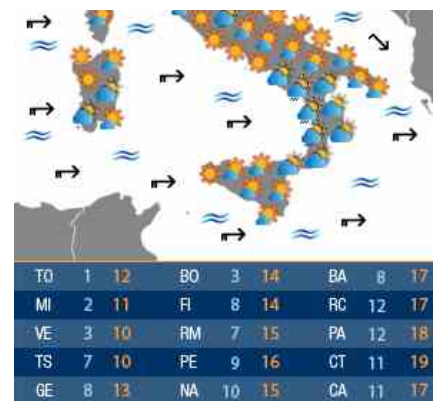 TO 1 12 BO 3 14 BA 8 17
MI 2 11 FI 8 14 RC 12 17
VE 3 10 RM 7 15 PA 12 18
TS 7 10 PE 9 16 CT 11 19
GE 8 13 NA 10 15 CA 11 17